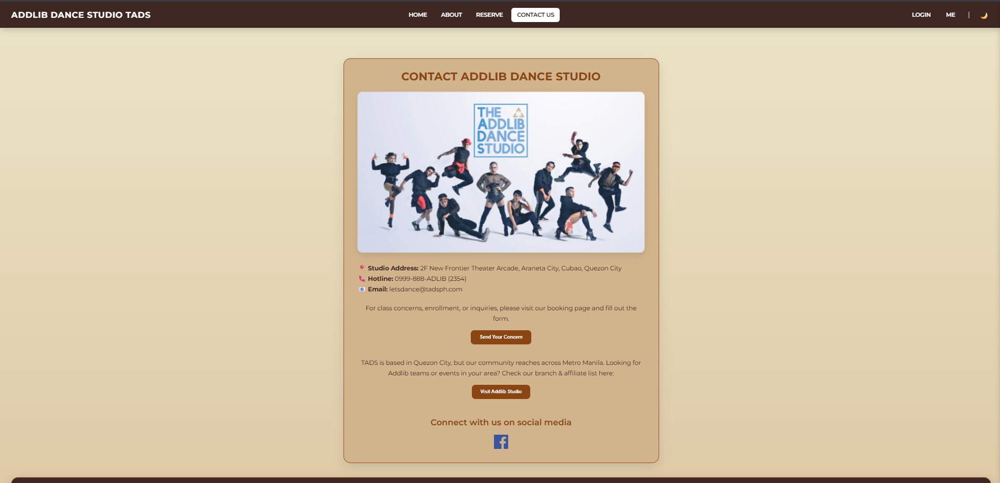 ADDLIB DANCE STUDIO TADS
HOME ABOUT RESERVE CONTACT US
LOGIN ME |
CONTACT ADDLIB DANCE STUDIO
THE
ADDLIB
DANCE
STUDIO
Studio Address: 2F New Frontier Theater Arcade, Araneta City, Cubao, Quezon City
Hotline: 0999-888-ADLIB (2354)
Email: letsdance@tadsph.com
For class concerns, enrollment, or inquiries, please visit our booking page and fill out the
form.
Send Your Concern
TADS is based in Quezon City, but our community reaches across Metro Manila. Looking for
Addlib teams or events in your area? Check our branch & affiliate list here:
Visit Addlib Studio
Connect with us on social media